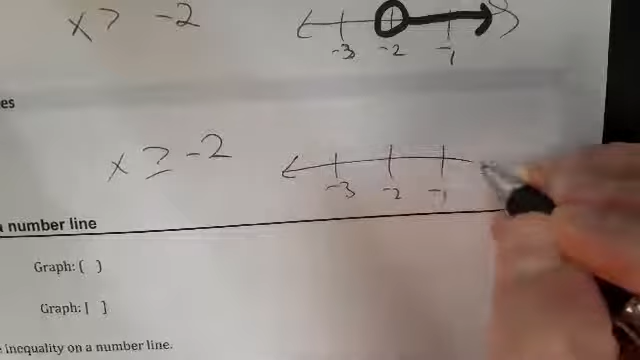 x > -2
-3 -2 -1
es
x ≥ -2
-3 -2 -1
a number line
Graph: ( )
Graph: [ ]
e inequality on a number line.